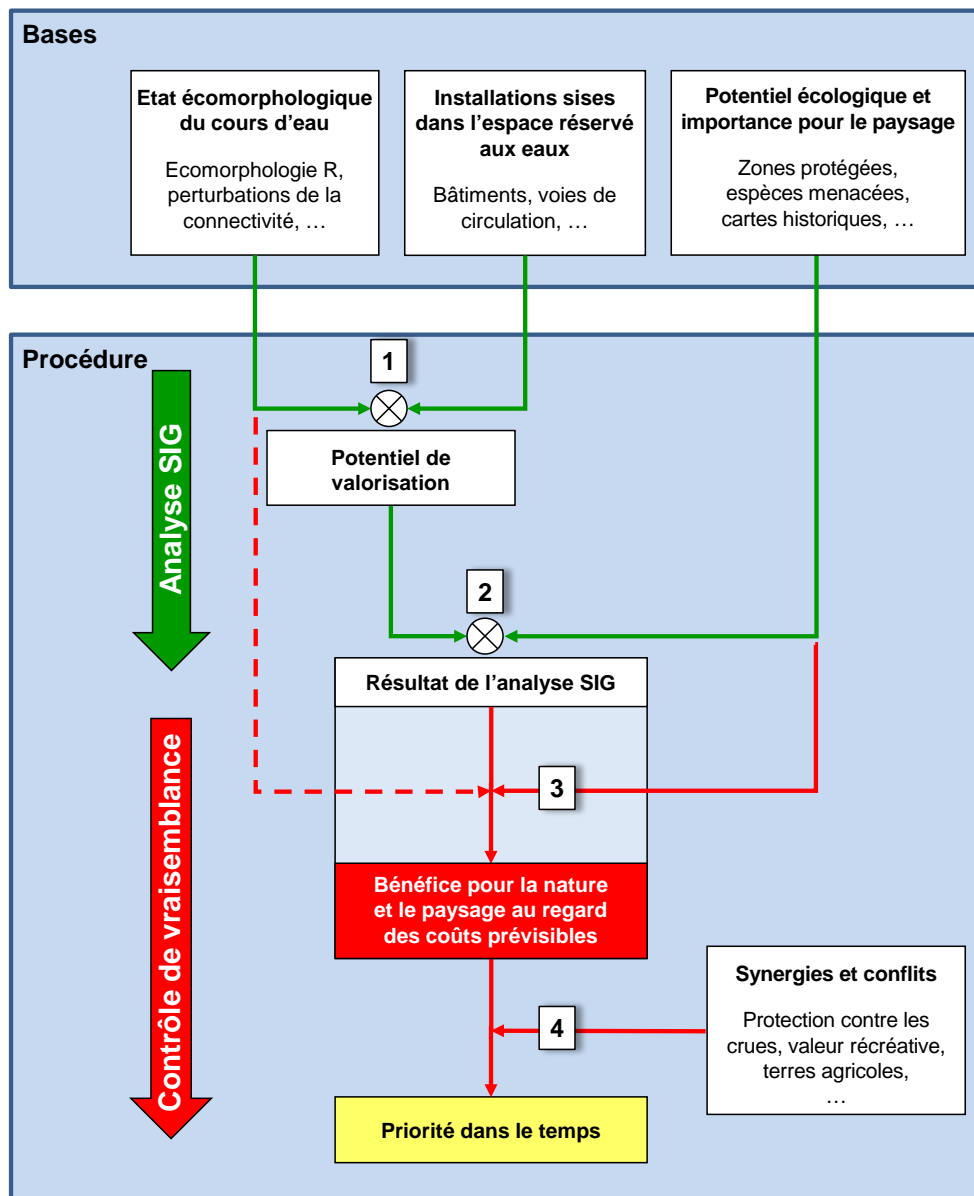 Bases
Etat écomorphologique
du cours d'eau
Ecomorphologie R,
perturbations de la
connectivité, …
Installations sises
dans l'espace réservé
aux eaux
Bâtiments, voies de
circulation, …
Potentiel écologique et
importance pour le paysage
Zones protégées,
espèces menacées,
cartes historiques, …
Procédure
Analyse SIG
1
Potentiel de
valorisation
2
Résultat de l'analyse SIG
Contrôle de vraisemblance
3
Bénéfice pour la nature
et le paysage au regard
des coûts prévisibles
Synergies et conflits
Protection contre les
crues, valeur récréative,
terres agricoles,
…
4
Priorité dans le temps